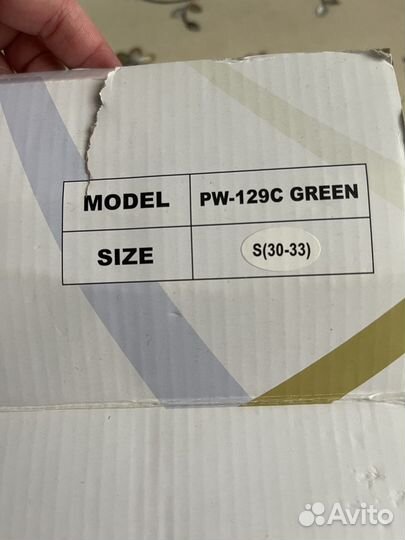 MODEL PW-129C GREEN
SIZE S(30-33)
Avito